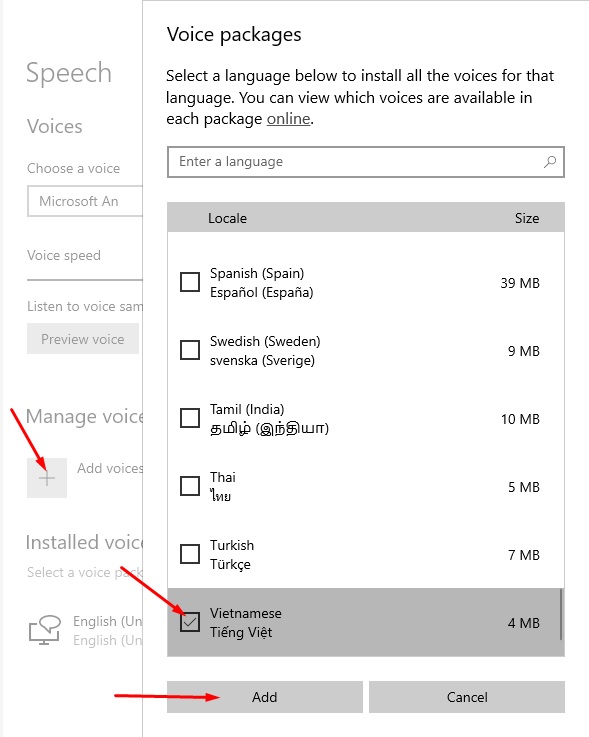 Speech
Voices
Choose a voice
Microsoft An
Voice speed
Listen to voice sam
Preview voice
Manage voice
Add voices
Installed voice
Select a voice pack
English (Un
English (Un
Voice packages
Select a language below to install all the voices for that
language. You can view which voices are available in
each package online.
Enter a language
Locale Size
Spanish (Spain)
Español (España) 39 MB
Swedish (Sweden)
svenska (Sverige) 9 MB
Tamil (India)
தமிழ் (இந்தியா) 10 MB
Thai
ไทย 5 MB
Turkish
Türkçe 7 MB
Vietnamese
Tiếng Việt 4 MB
Add Cancel